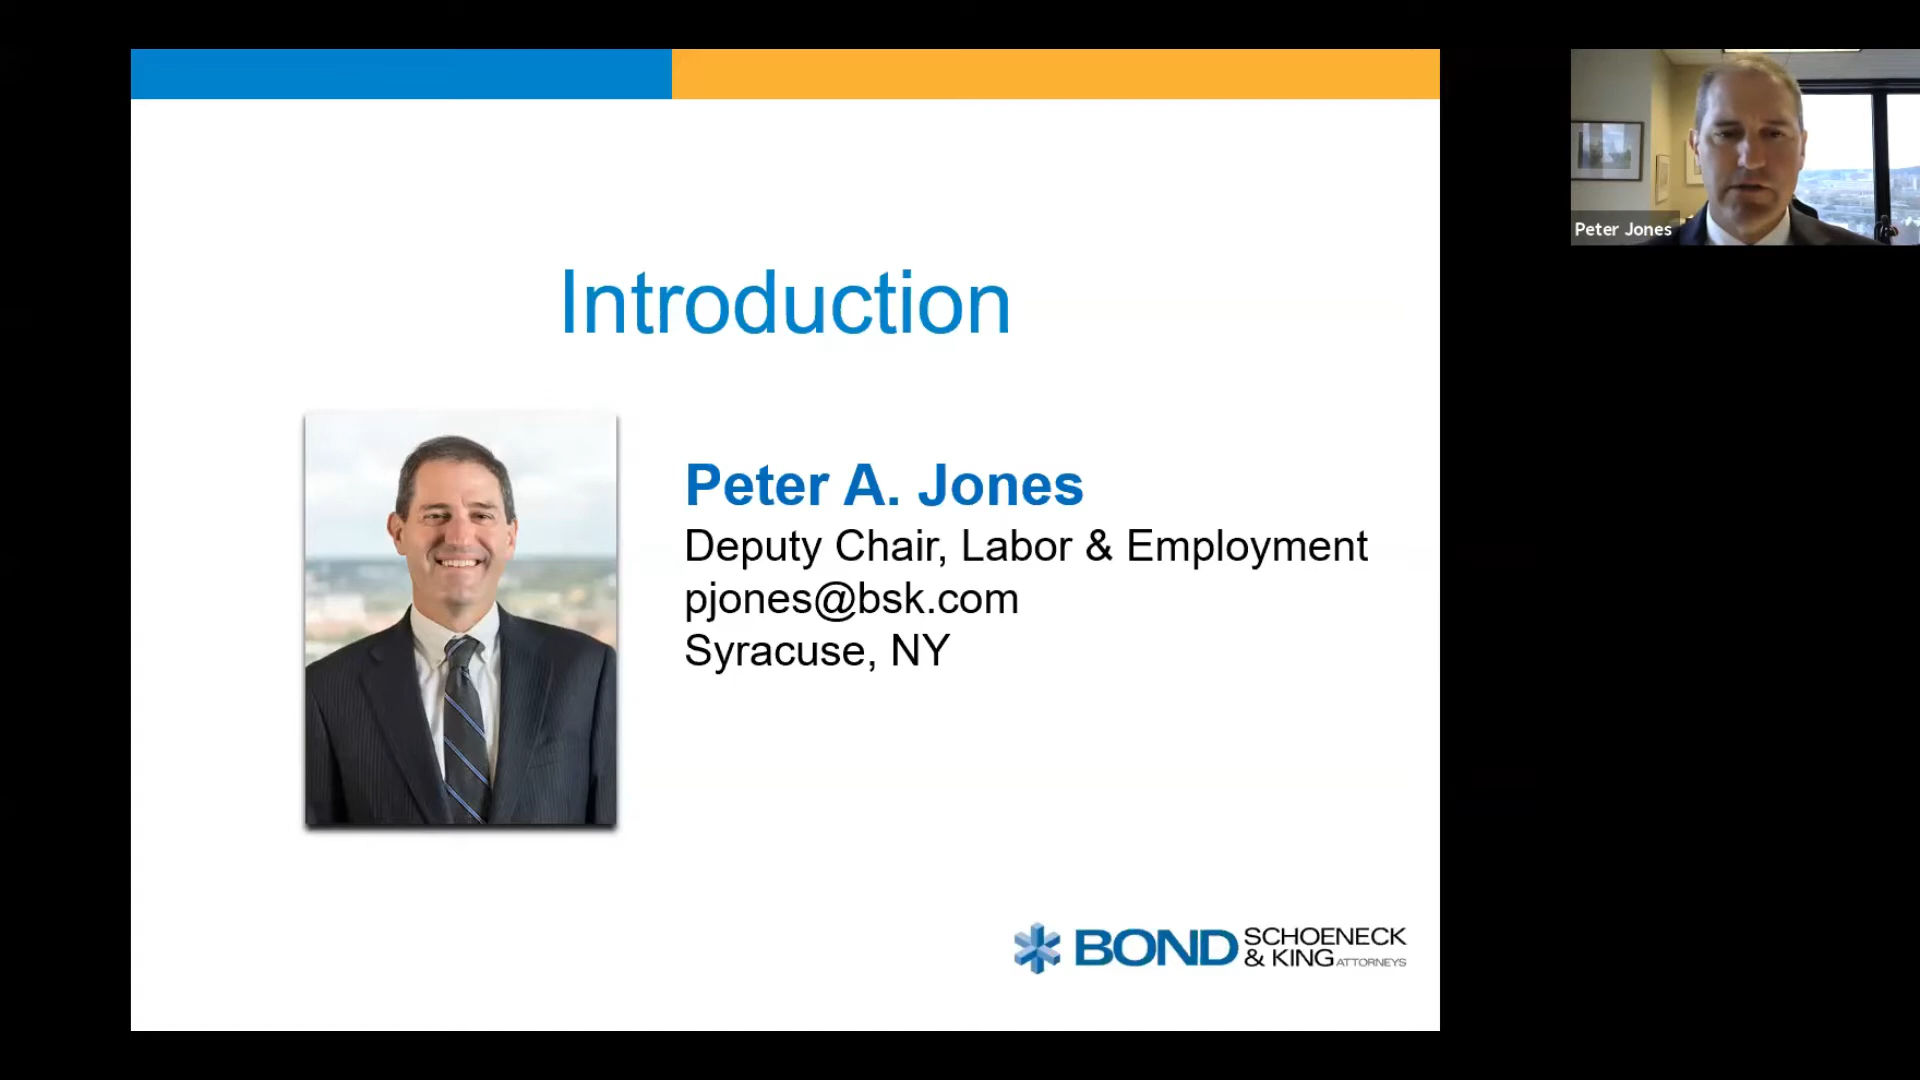 Introduction
Peter A. Jones
Deputy Chair, Labor & Employment
pjones@bsk.com
Syracuse, NY
BOND SCHOENECK
& KING ATTORNEYS
Peter Jones